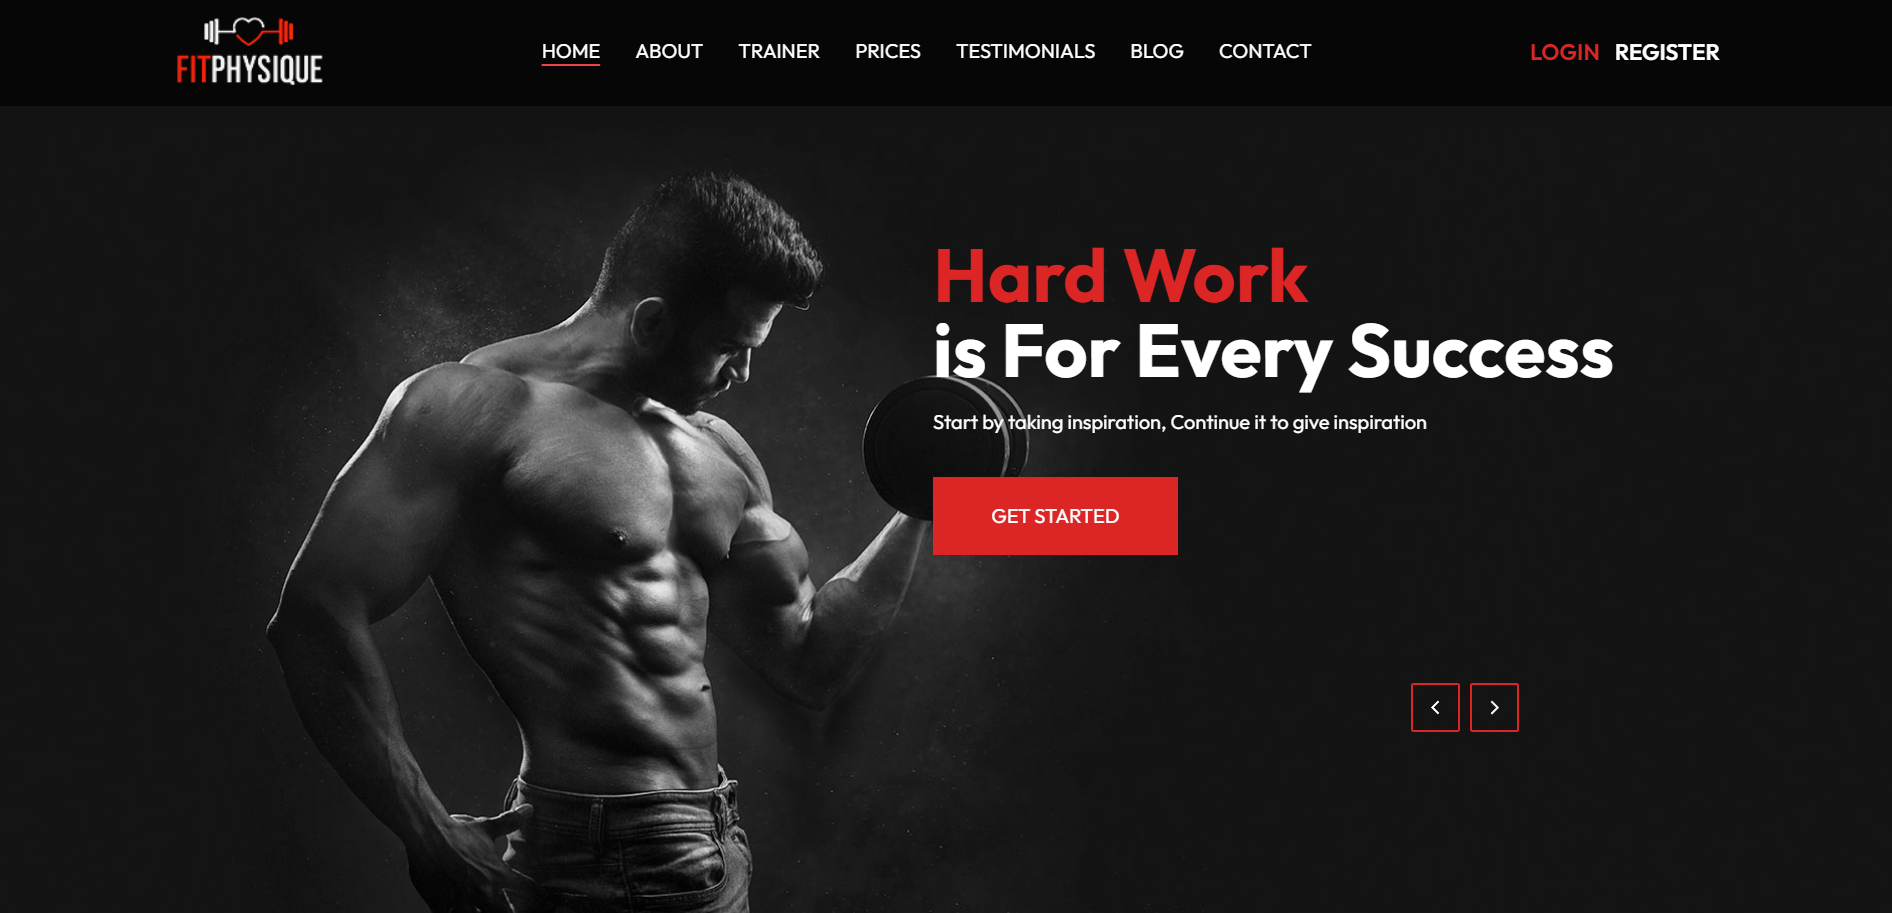 FITPHYSIQUE
HOME ABOUT TRAINER PRICES TESTIMONIALS BLOG CONTACT
LOGIN REGISTER
Hard Work
is For Every Success
Start by taking inspiration, Continue it to give inspiration
GET STARTED